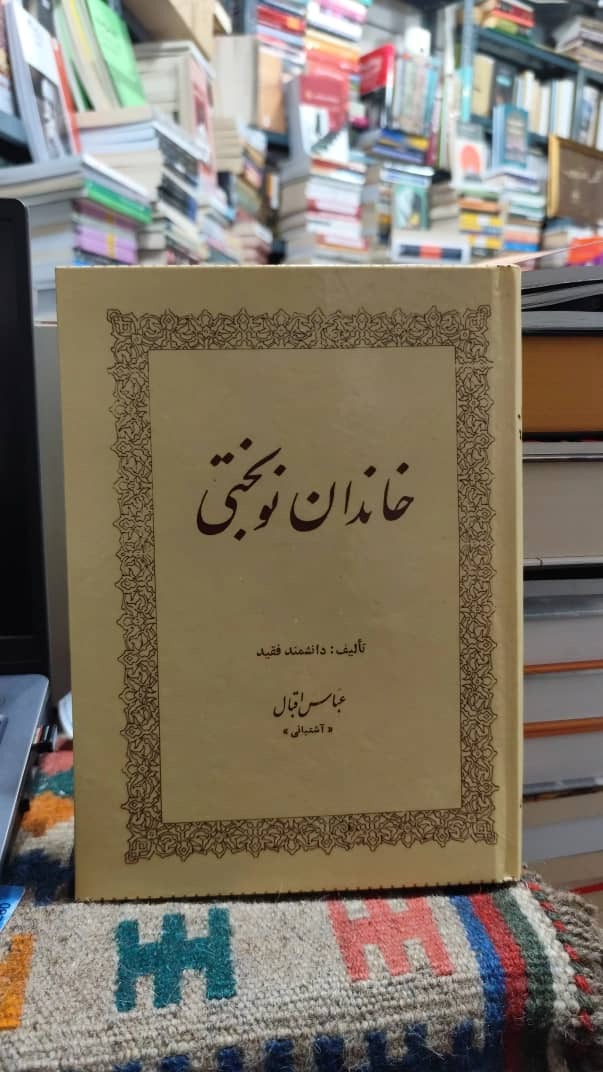 خاندان نوبختی
تألیف: دانشمند فقید
عباس اقبال
« آشتیانی »